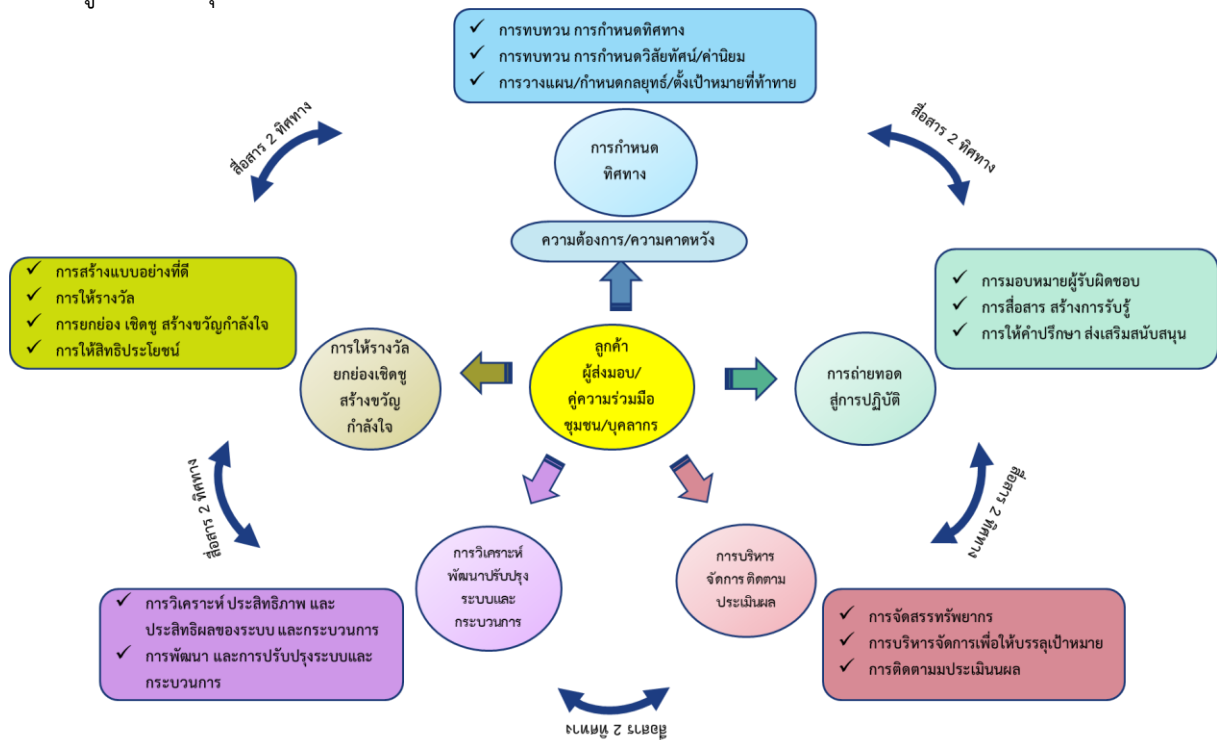 การทบทวน การกำหนดทิศทาง
การทบทวน การกำหนดวิสัยทัศน์/ค่านิยม
การวางแผน/กำหนดกลยุทธ์/ตั้งเป้าหมายที่ท้าทาย
สื่อสาร 2 ทิศทาง
สื่อสาร 2 ทิศทาง
การกำหนด
ทิศทาง
ความต้องการ/ความคาดหวัง
การสร้างแบบอย่างที่ดี
การให้รางวัล
การยกย่อง เชิดชู สร้างขวัญกำลังใจ
การให้สิทธิประโยชน์
การมอบหมายผู้รับผิดชอบ
การสื่อสาร สร้างการรับรู้
การให้คำปรึกษา ส่งเสริมสนับสนุน
การให้รางวัล
ยกย่องเชิดชู
สร้างขวัญ
กำลังใจ
ลูกค้า
ผู้ส่งมอบ/
คู่ความร่วมมือ
ชุมชน/บุคลากร
การถ่ายทอด
สู่การปฏิบัติ
สื่อสาร 2 ทิศทาง
สื่อสาร 2 ทิศทาง
การวิเคราะห์
พัฒนาปรับปรุง
ระบบและ
กระบวนการ
การบริหาร
จัดการ ติดตาม
ประเมินผล
การวิเคราะห์ ประสิทธิภาพ และ
ประสิทธิผลของระบบ และกระบวนการ
การพัฒนา และการปรับปรุงระบบและ
กระบวนการ
การจัดสรรทรัพยากร
การบริหารจัดการเพื่อให้บรรลุเป้าหมาย
การติดตามมประเมินนผล
สื่อสาร 2 ทิศทาง